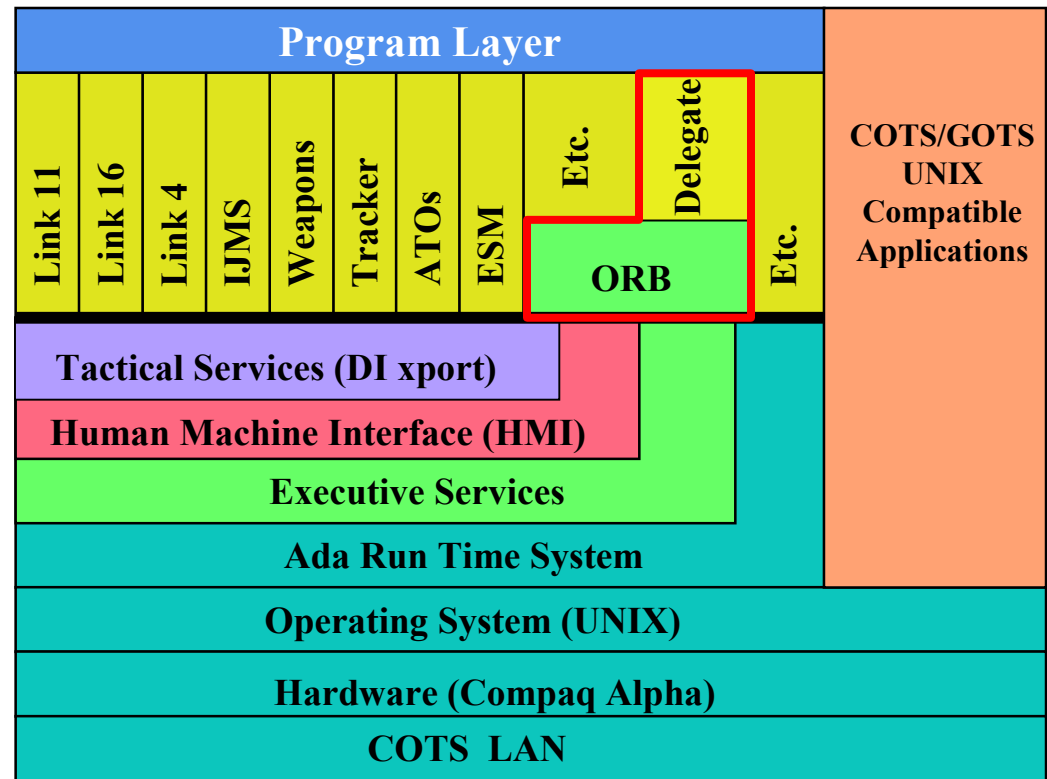 Program Layer
Link 11
Link 16
Link 4
IJMS
Weapons
Tracker
ATOs
ESM
Etc.
Delegate
ORB
Etc.
COTS/GOTS
UNIX
Compatible
Applications
Tactical Services (DI xport)
Human Machine Interface (HMI)
Executive Services
Ada Run Time System
Operating System (UNIX)
Hardware (Compaq Alpha)
COTS LAN